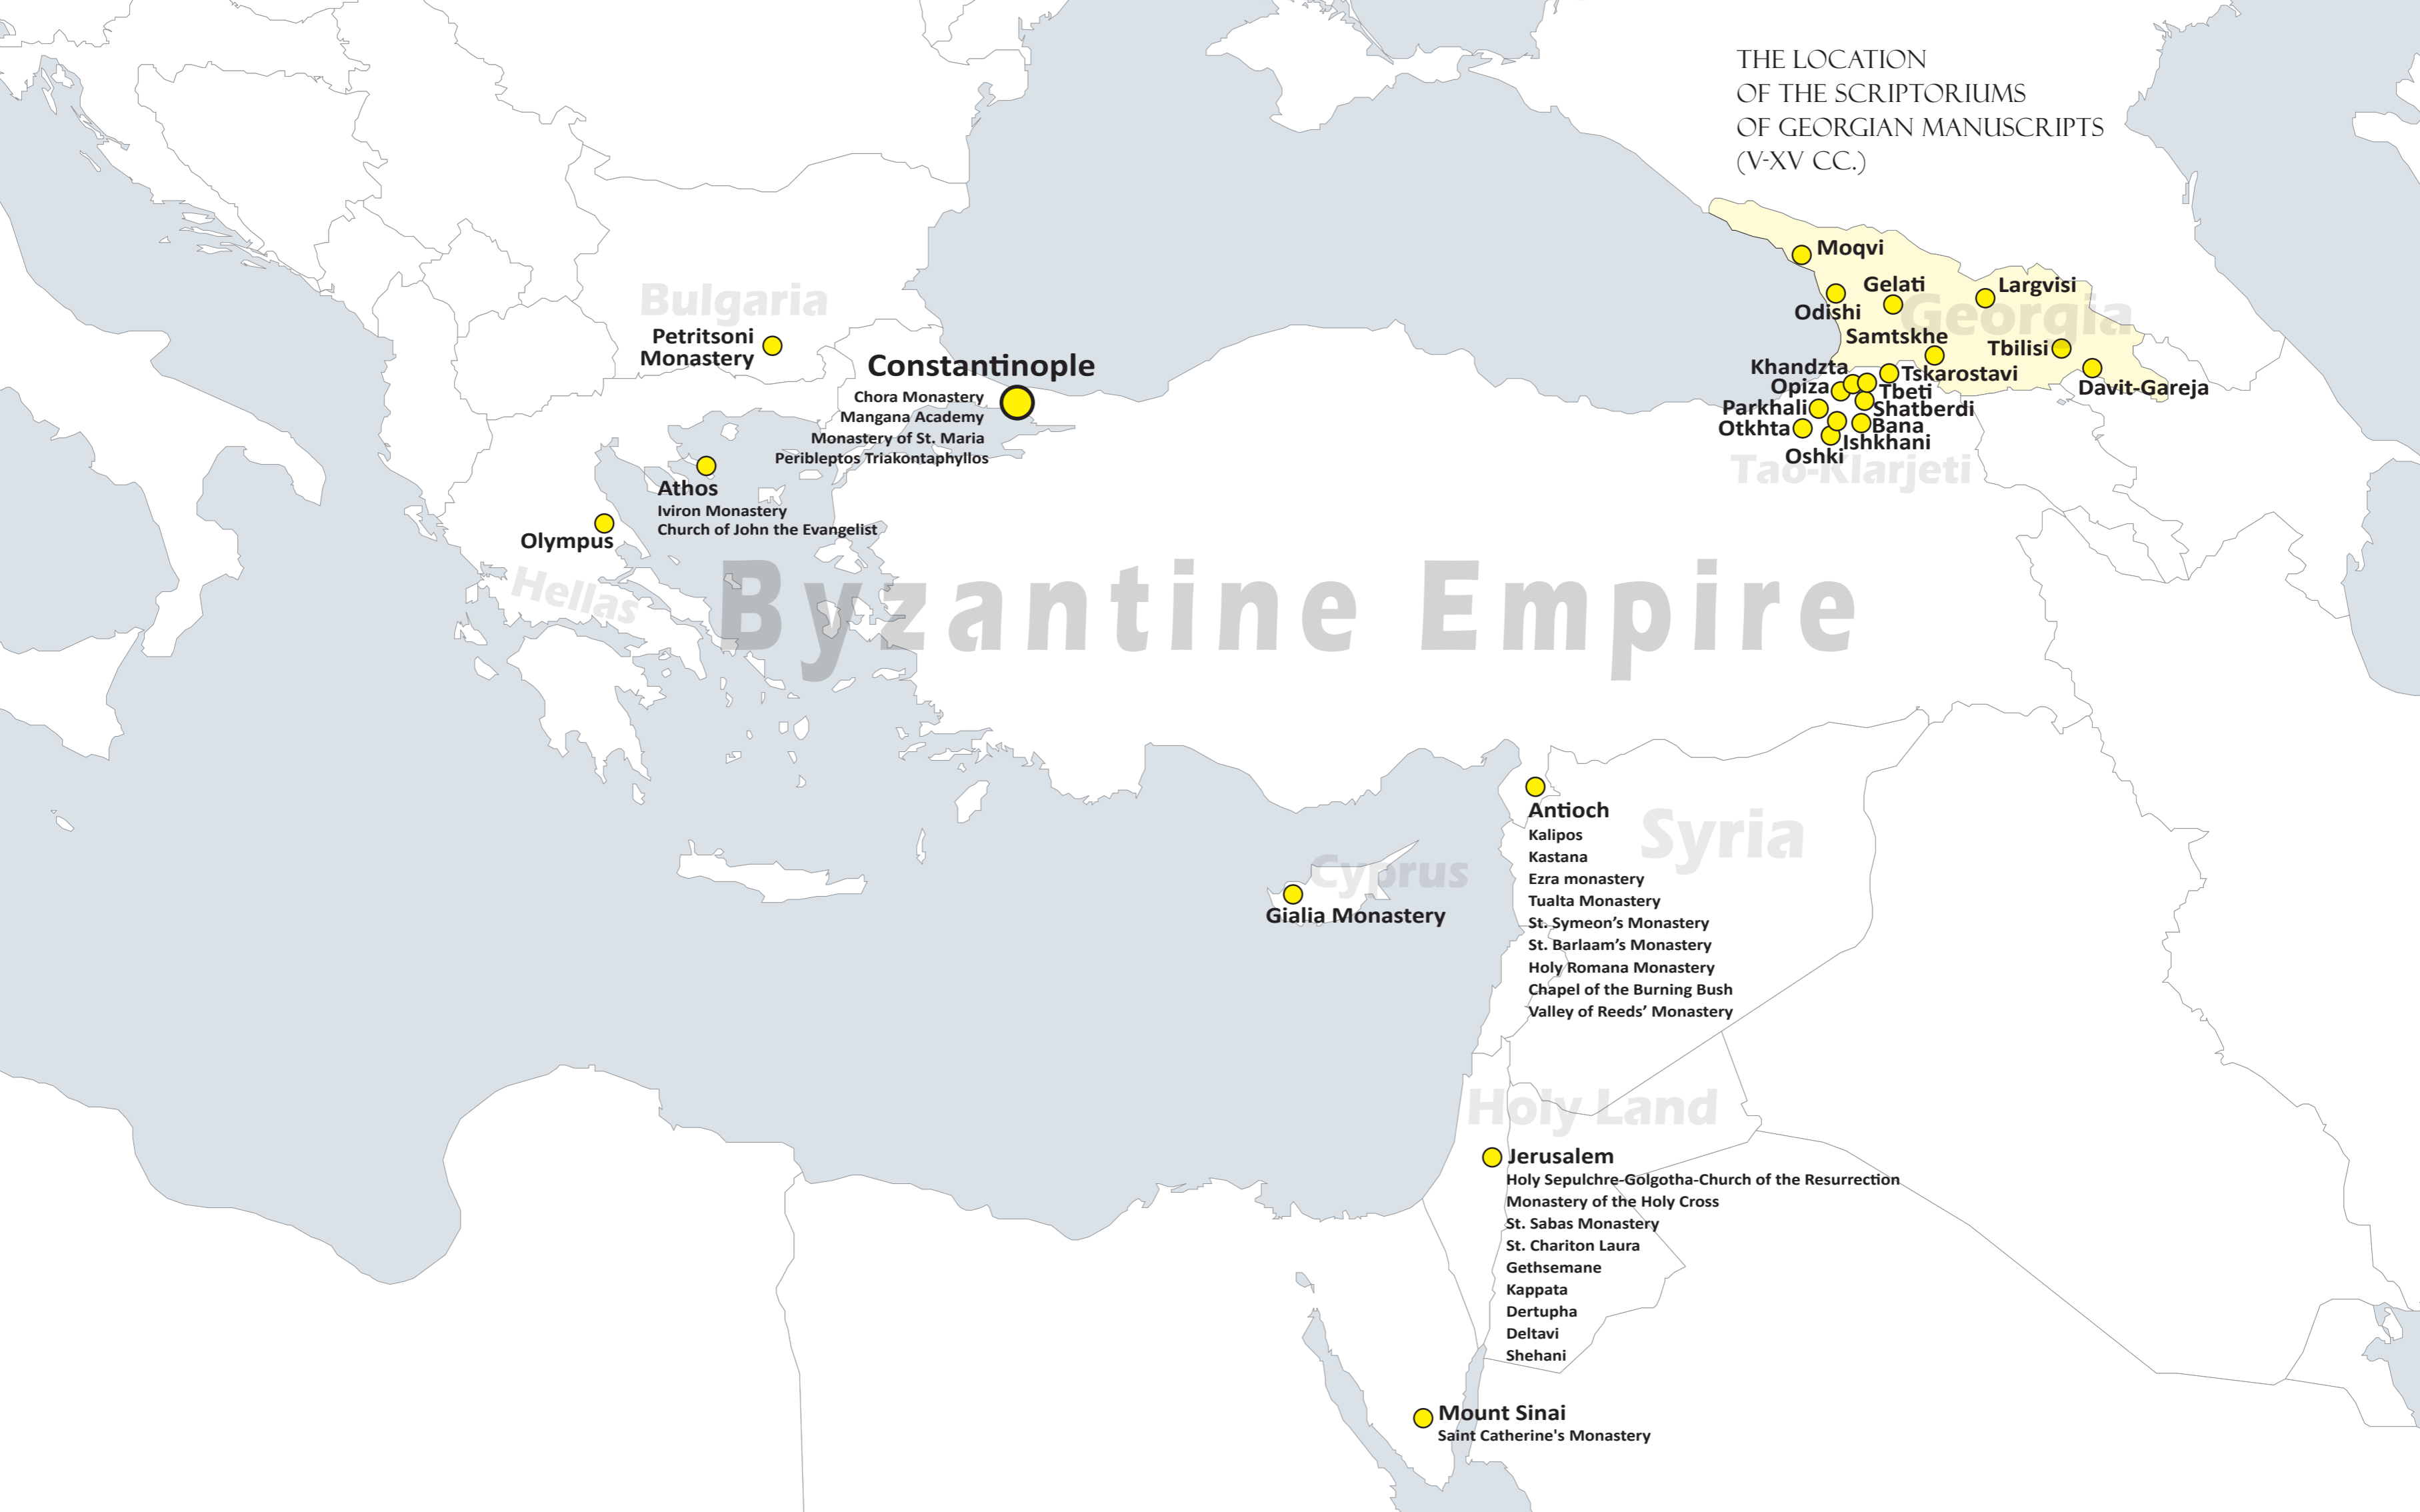 THE LOCATION
OF THE SCRIPTORIUMS
OF GEORGIAN MANUSCRIPTS
(V-XV CC.)
Moqvi
Gelati
Largvisi
Odishi
Georgia
Samtskhe
Tbilisi
Khandzta
Tskarostavi
Opiza
Tbeti
Davit-Gareja
Parkhali
Shatberdi
Otkhta
Bana
Ishkhani
Oshki
Tao-Klarjeti
Bulgaria
Petritsoni
Monastery
Constantinople
Chora Monastery
Mangana Academy
Monastery of St. Maria
Peribleptos Triakontaphyllos
Athos
Iviron Monastery
Church of John the Evangelist
Olympus
Hellas
Byzantine Empire
Antioch
Kalipos
Kastana
Ezra monastery
Tualta Monastery
St. Symeon’s Monastery
St. Barlaam’s Monastery
Holy Romana Monastery
Chapel of the Burning Bush
Valley of Reeds’ Monastery
Syria
Cyprus
Gialia Monastery
Holy Land
Jerusalem
Holy Sepulchre-Golgotha-Church of the Resurrection
Monastery of the Holy Cross
St. Sabas Monastery
St. Chariton Laura
Gethsemane
Kappata
Dertupha
Deltavi
Shehani
Mount Sinai
Saint Catherine's Monastery